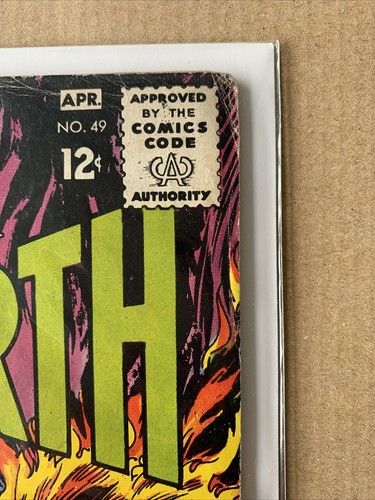 APR.
NO. 49
12¢
APPROVED
BY THE
COMICS
CODE
CA
AUTHORITY
RTH